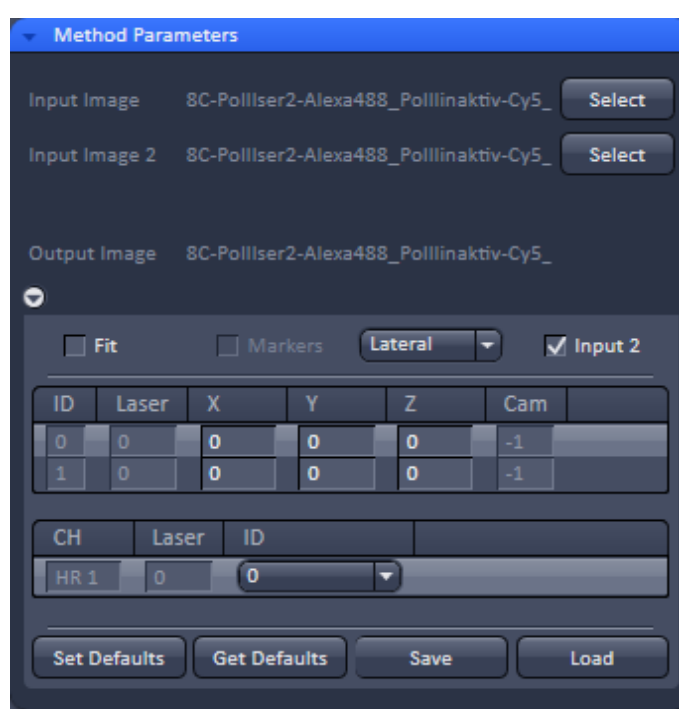 Method Parameters
Input Image 8C-PolIIser2-Alexa488_PolIIinaktiv-Cy5_ Select
Input Image 2 8C-PolIIser2-Alexa488_PolIIinaktiv-Cy5_ Select
Output Image 8C-PolIIser2-Alexa488_PolIIinaktiv-Cy5_
Fit Markers Lateral Input 2
ID Laser X Y Z Cam
0 0 0 0 0 -1
1 0 0 0 0 -1
CH Laser ID
HR 1 0 0
Set Defaults Get Defaults Save Load